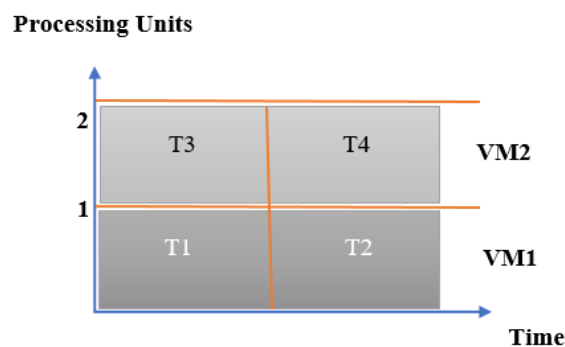 Processing Units
2
T3
T4
VM2
1
T1
T2
VM1
Time